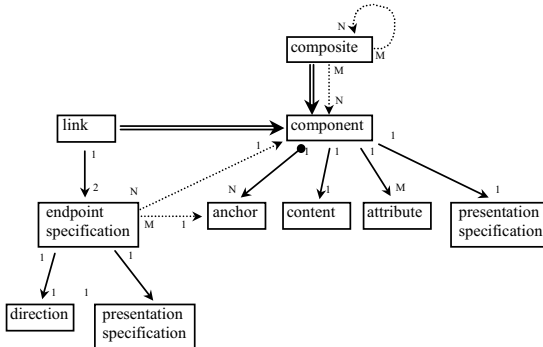 N
composite
M
M
N
link
component
1
1
1
1
1
1
2
N
N
1
M
1
endpoint
specification
M
1
anchor
content
attribute
presentation
specification
1
1
1
1
1
direction
presentation
specification